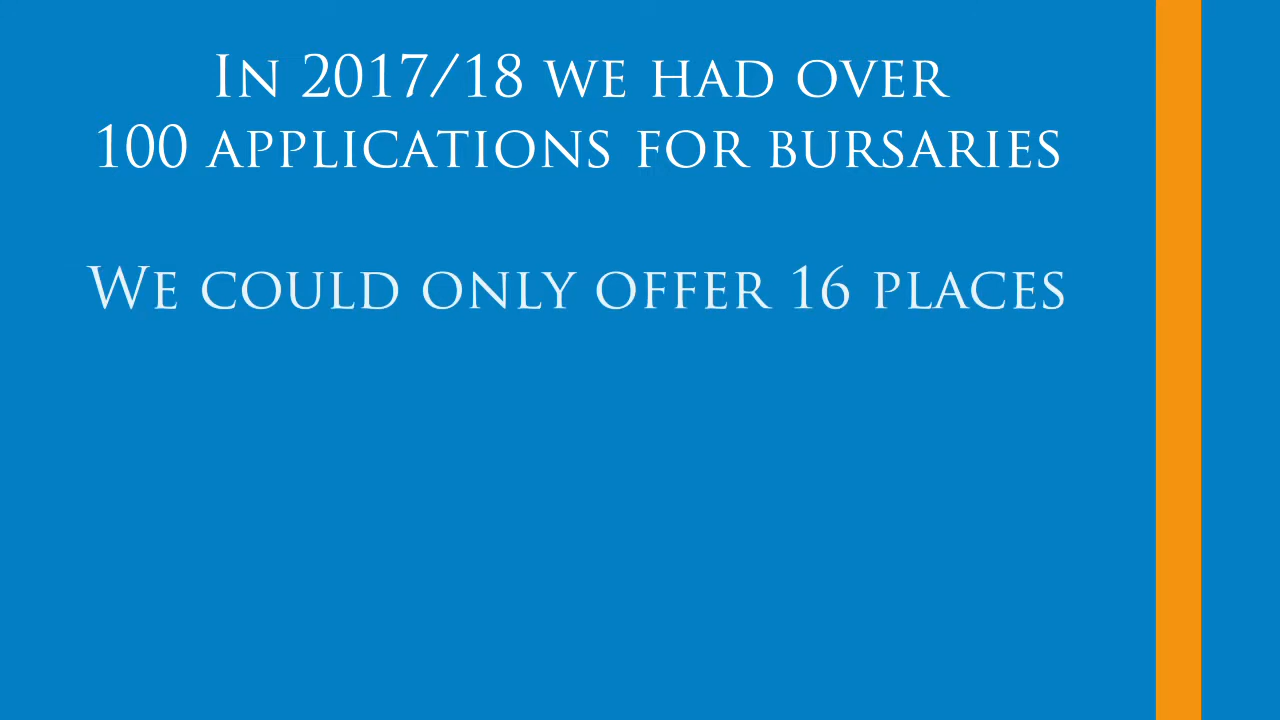 In 2017/18 we had over
100 applications for bursaries
We could only offer 16 places